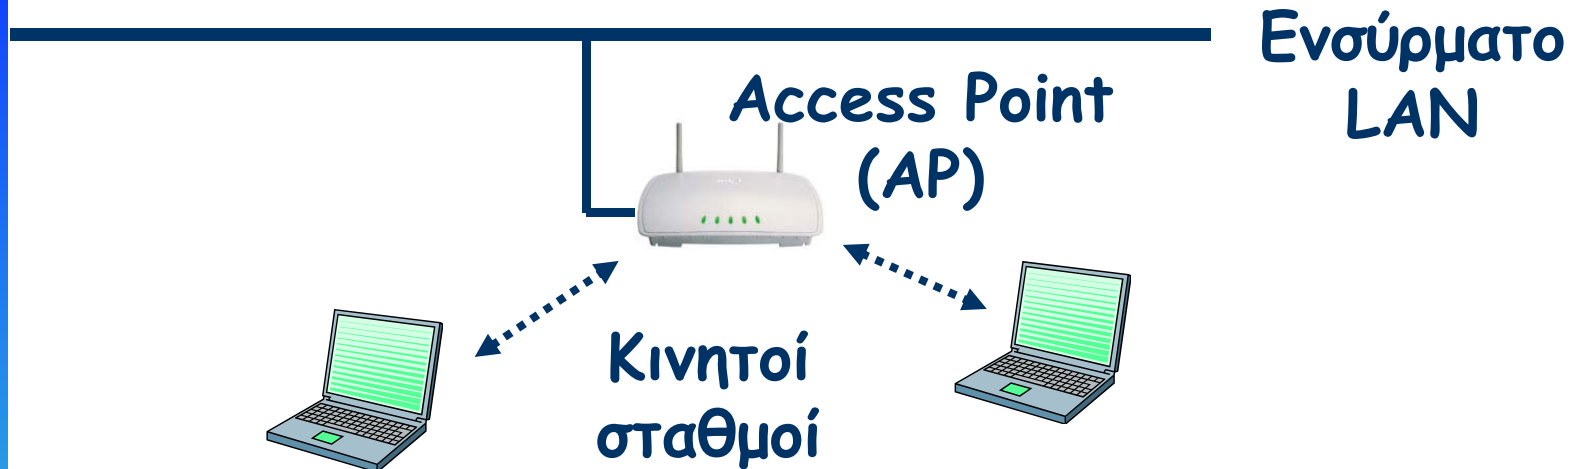 Ενσύρματο
LAN
Access Point
(AP)
Κινητοί
σταθμοί